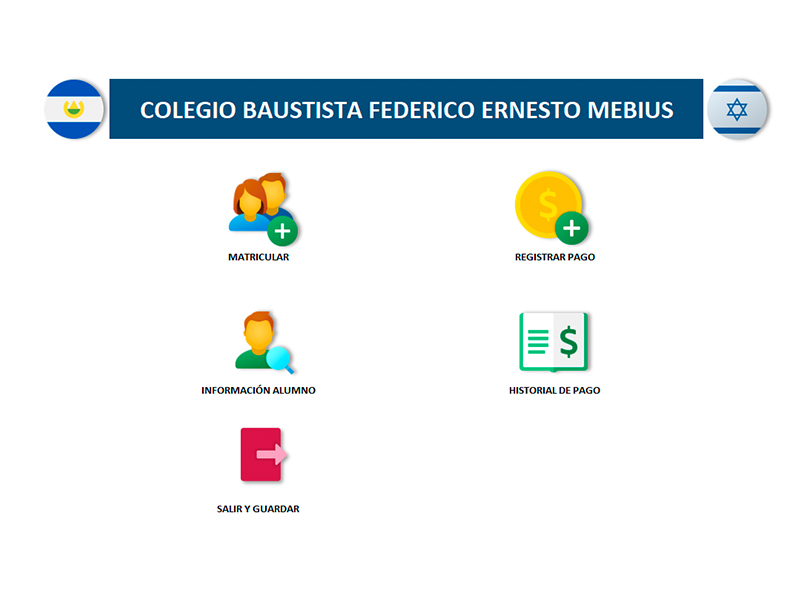 COLEGIO BAUSTISTA FEDERICO ERNESTO MEBIUS
$
MATRICULAR
REGISTRAR PAGO
$
INFORMACIÓN ALUMNO
HISTORIAL DE PAGO
SALIR Y GUARDAR